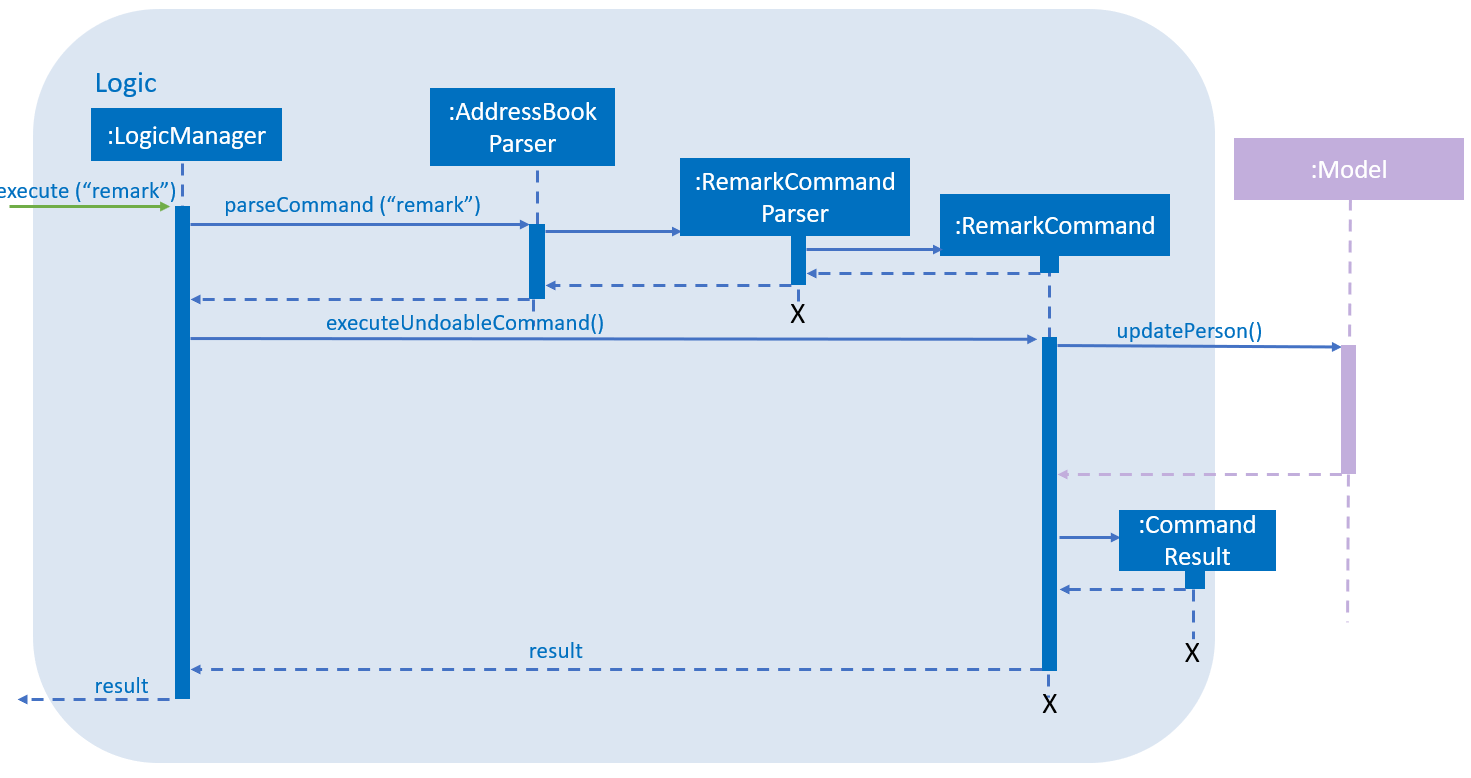 Logic
:LogicManager
:AddressBook
Parser
:RemarkCommand
Parser
:RemarkCommand
:Model
execute (“remark”)
parseCommand (“remark”)
X
executeUndoableCommand()
updatePerson()
:Command
Result
X
result
result
X